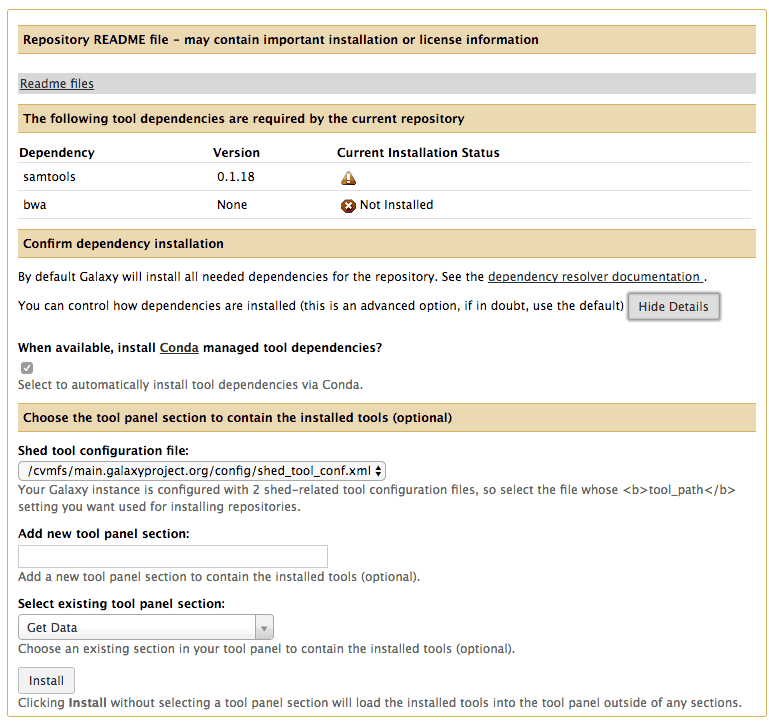 Repository README file – may contain important installation or license information
Readme files
The following tool dependencies are required by the current repository
Dependency Version Current Installation Status
samtools 0.1.18
bwa None Not Installed
Confirm dependency installation
By default Galaxy will install all needed dependencies for the repository. See the dependency resolver documentation .
You can control how dependencies are installed (this is an advanced option, if in doubt, use the default) Hide Details
When available, install Conda managed tool dependencies?
Select to automatically install tool dependencies via Conda.
Choose the tool panel section to contain the installed tools (optional)
Shed tool configuration file:
/cvmfs/main.galaxyproject.org/config/shed_tool_conf.xml
Your Galaxy instance is configured with 2 shed-related tool configuration files, so select the file whose <b>tool_path</b>
setting you want used for installing repositories.
Add new tool panel section:
Add a new tool panel section to contain the installed tools (optional).
Select existing tool panel section:
Get Data
Choose an existing section in your tool panel to contain the installed tools (optional).
Install
Clicking Install without selecting a tool panel section will load the installed tools into the tool panel outside of any sections.